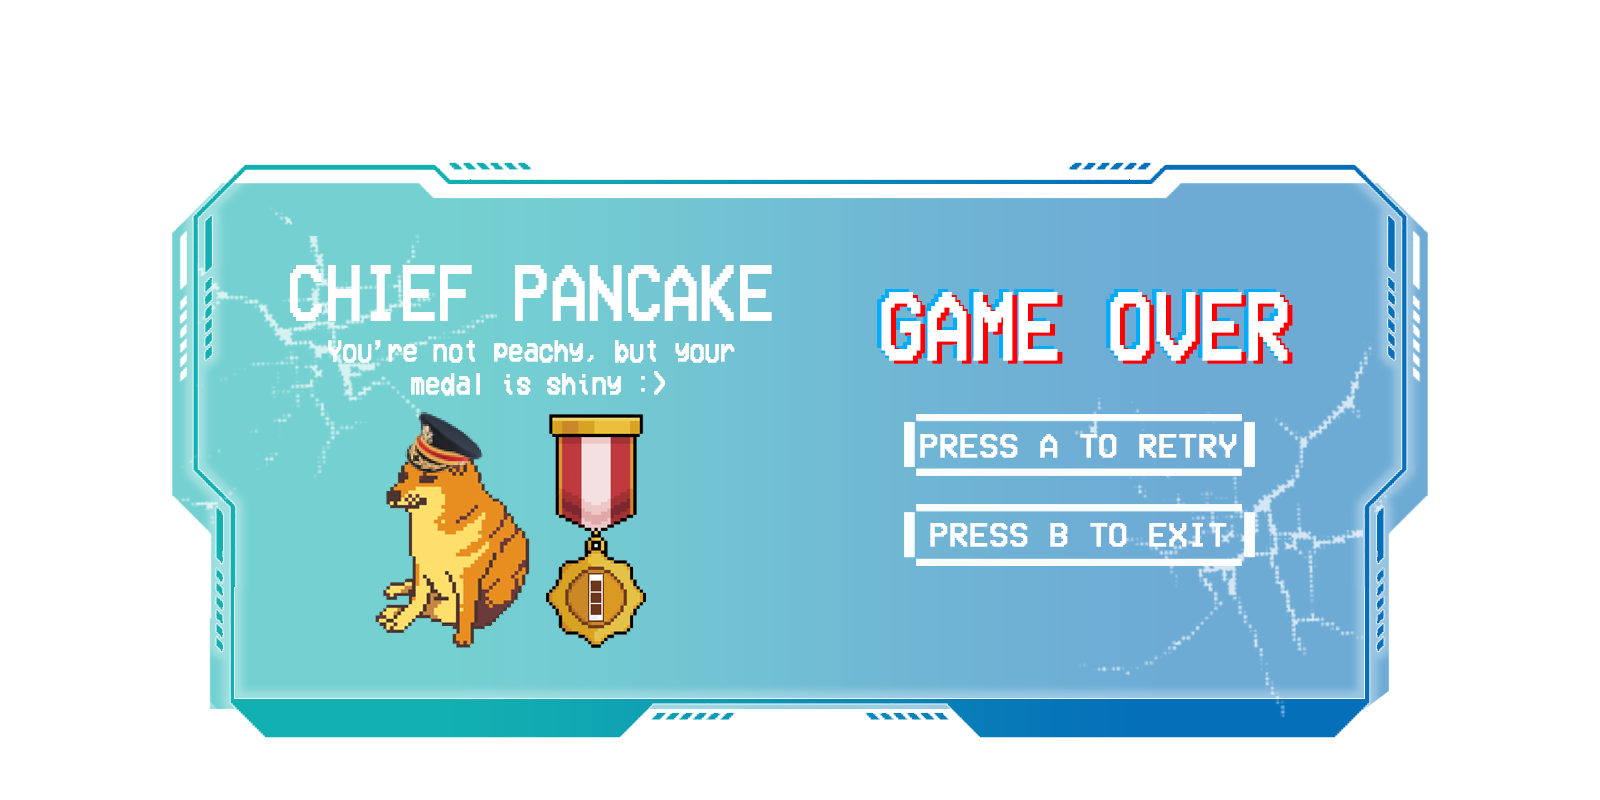 CHIEF PANCAKE
You're not peachy, but your
medal is shiny :>
GAME OVER
PRESS A TO RETRY
PRESS B TO EXIT